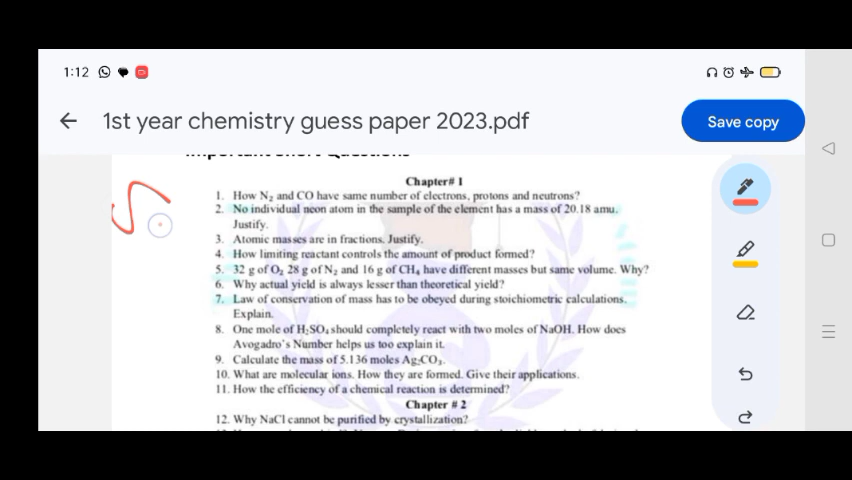 1:12
1st year chemistry guess paper 2023.pdf
Save copy
Important Short Questions
Chapter# 1
1. How N₂ and CO have same number of electrons, protons and neutrons?
2. No individual neon atom in the sample of the element has a mass of 20.18 amu.
Justify.
3. Atomic masses are in fractions. Justify.
4. How limiting reactant controls the amount of product formed?
5. 32 g of O₂ 28 g of N₂ and 16 g of CH₄ have different masses but same volume. Why?
6. Why actual yield is always lesser than theoretical yield?
7. Law of conservation of mass has to be obeyed during stoichiometric calculations.
Explain.
8. One mole of H₂SO₄ should completely react with two moles of NaOH. How does
Avogadro's Number helps us too explain it.
9. Calculate the mass of 5.136 moles Ag₂CO₃.
10. What are molecular ions. How they are formed. Give their applications.
11. How the efficiency of a chemical reaction is determined?
Chapter # 2
12. Why NaCl cannot be purified by crystallization?